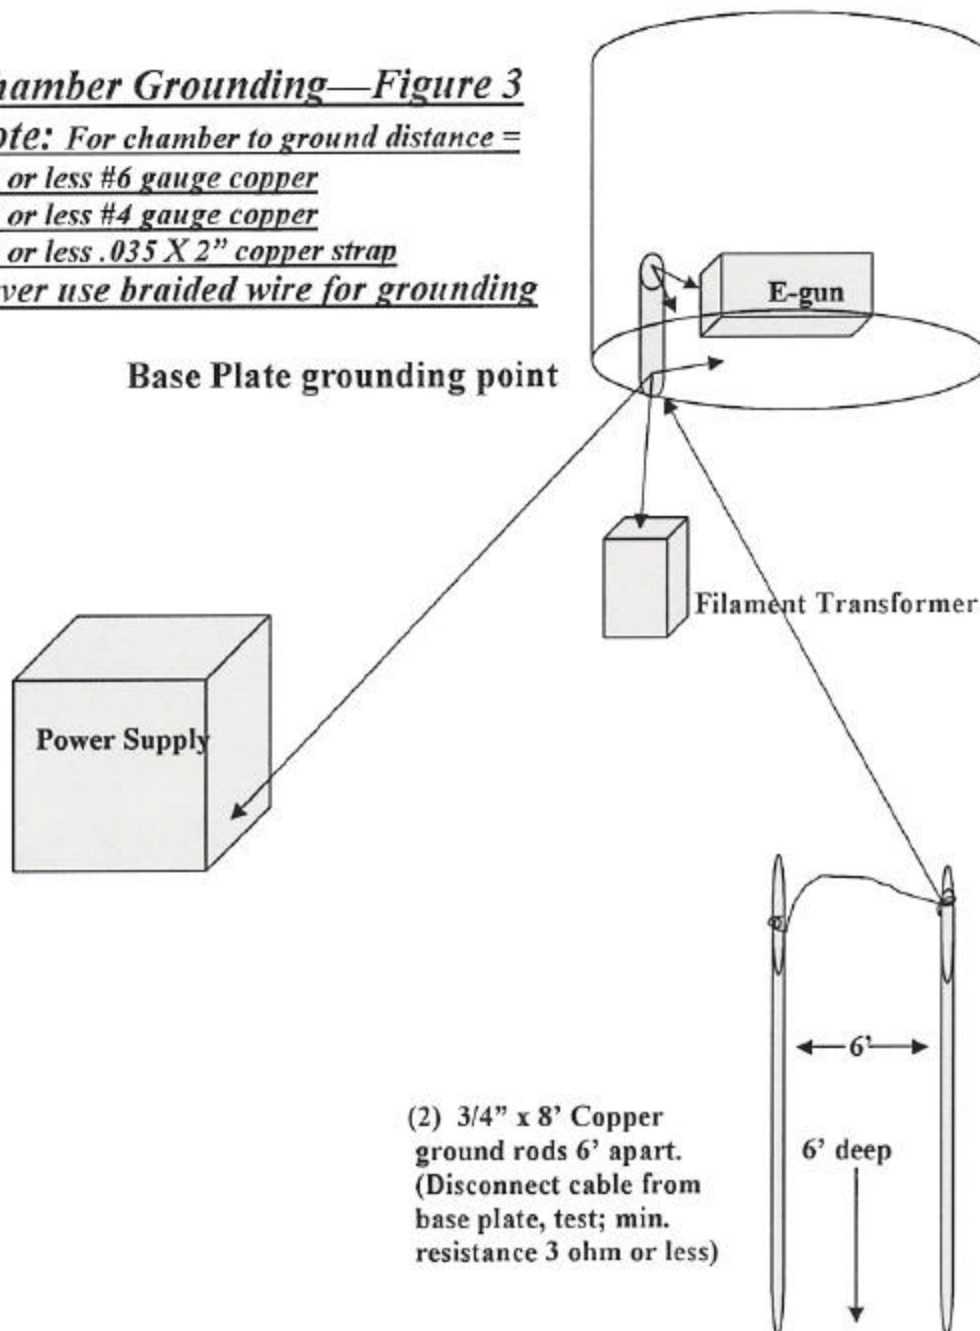 hamber Grounding—Figure 3
ote: For chamber to ground distance =
or less #6 gauge copper
or less #4 gauge copper
or less .035 X 2” copper strap
ver use braided wire for grounding
E-gun
Base Plate grounding point
Filament Transformer
Power Supply
6’
(2) 3/4” x 8’ Copper
ground rods 6’ apart.
(Disconnect cable from
base plate, test; min.
resistance 3 ohm or less)
6’ deep